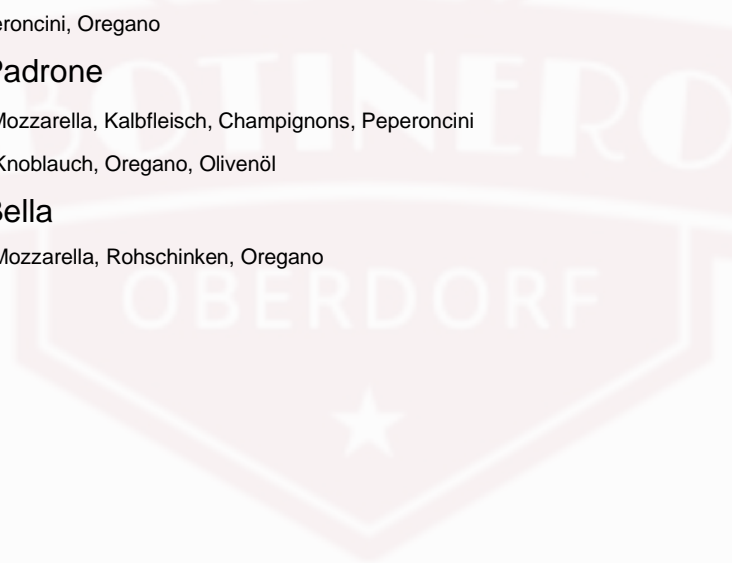 eroncini, Oregano
Padrone
Mozzarella, Kalbfleisch, Champignons, Peperoncini
Knoblauch, Oregano, Olivenöl
Bella
Mozzarella, Rohschinken, Oregano
BOTINERO
OBERDORF